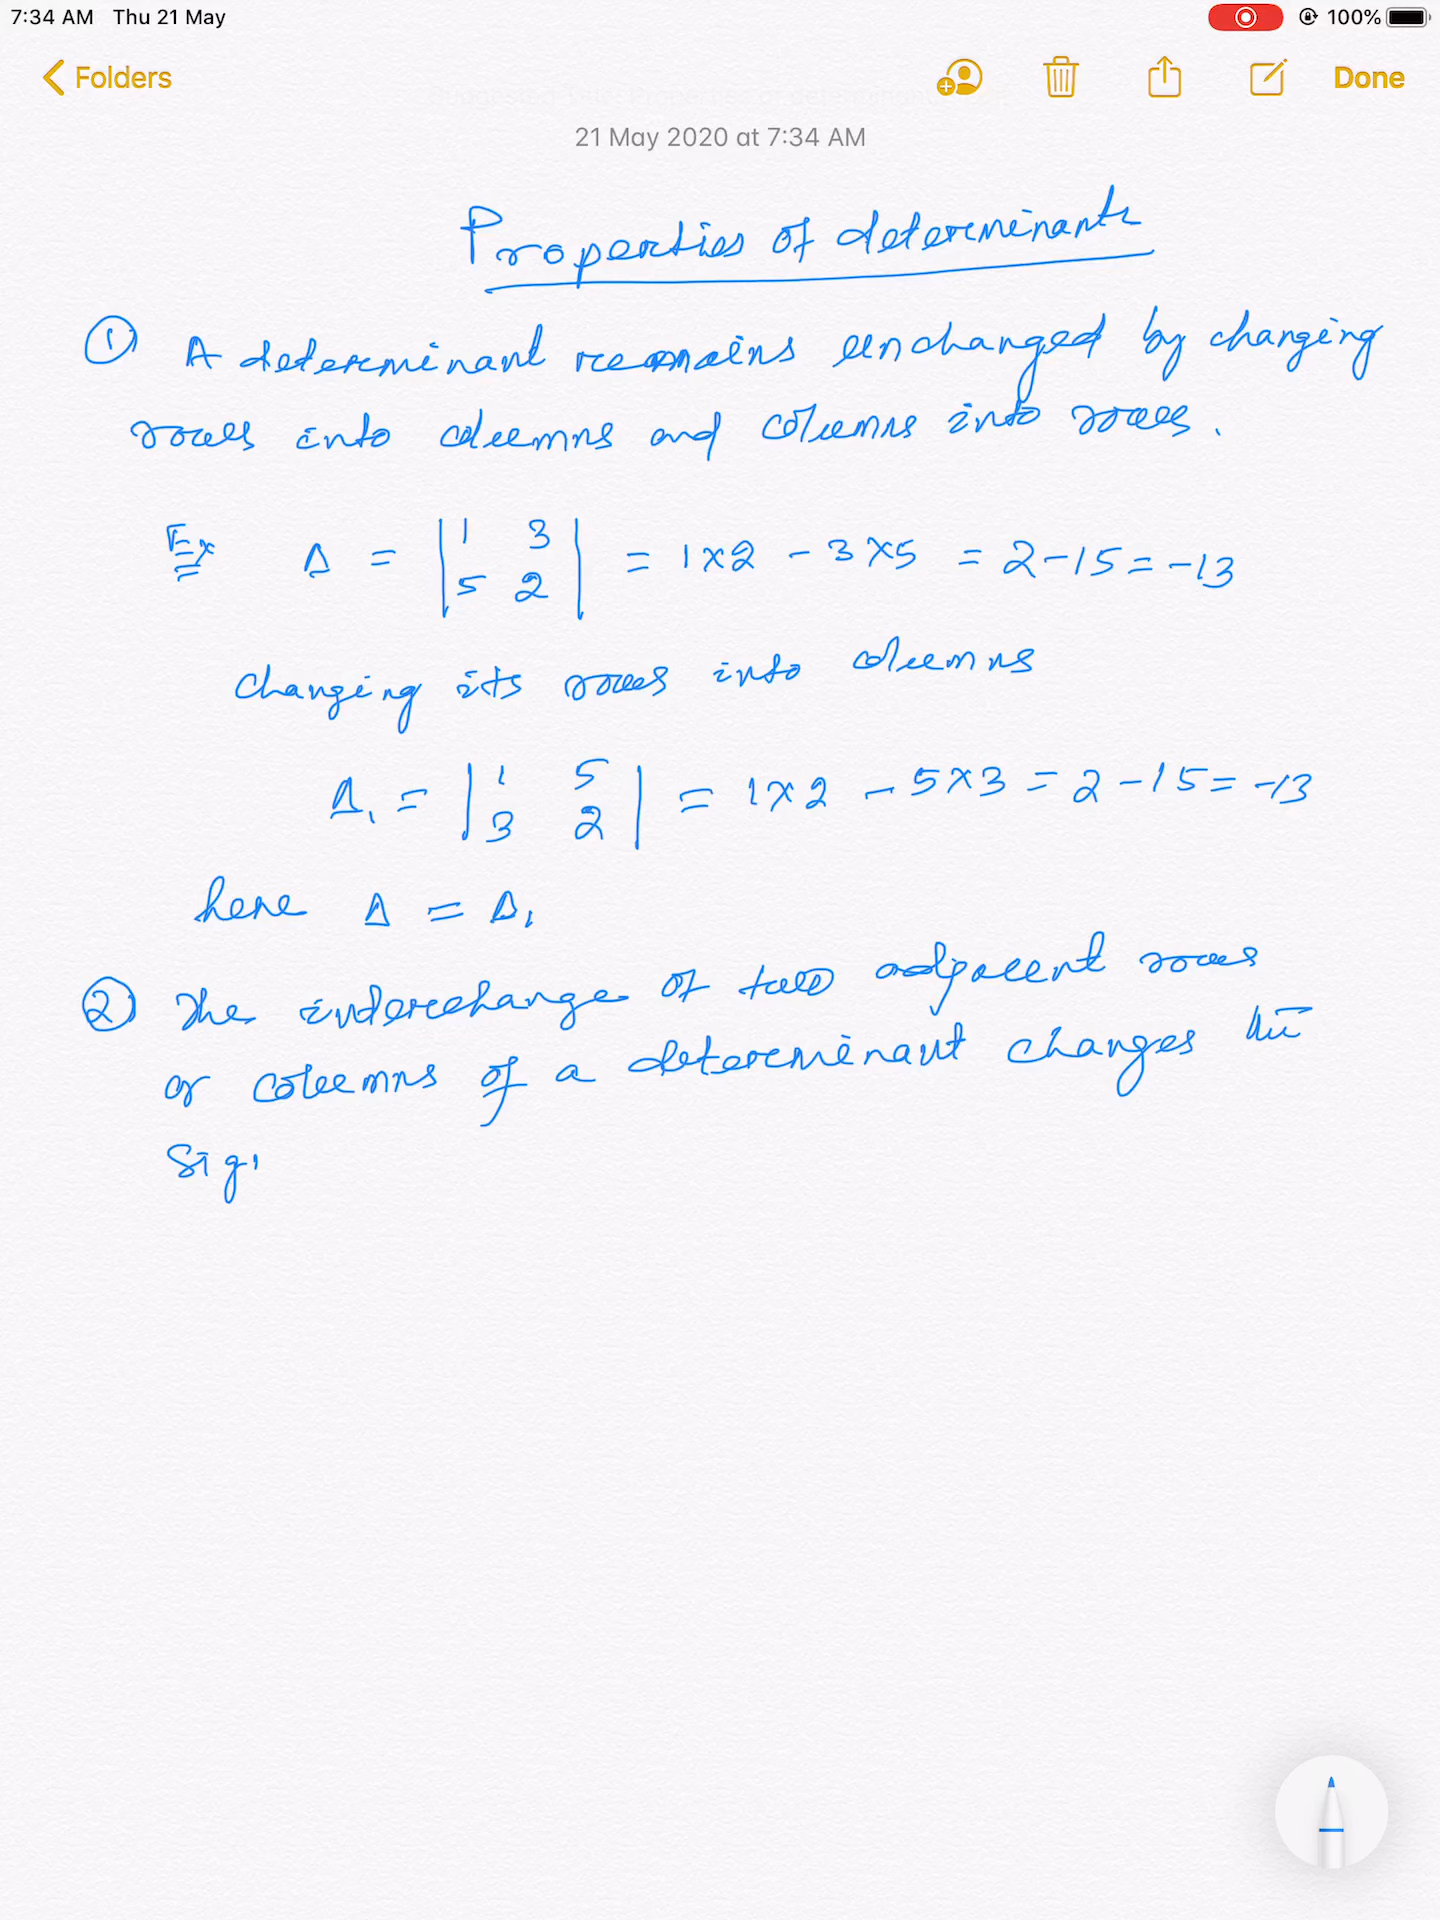 7:34 AM Thu 21 May 100%
Folders Done
21 May 2020 at 7:34 AM
Properties of determinants
① A determinant remains unchanged by changing
rows into columns and columns into rows.
Ex Δ = | 1 3 | = 1×2 - 3×5 = 2-15 = -13
| 5 2 |
Changing its rows into columns
Δ₁ = | 1 5 | = 1×2 - 5×3 = 2-15 = -13
| 3 2 |
here Δ = Δ₁
② The interchange of two adjacent rows
or columns of a determinant changes the
Sig